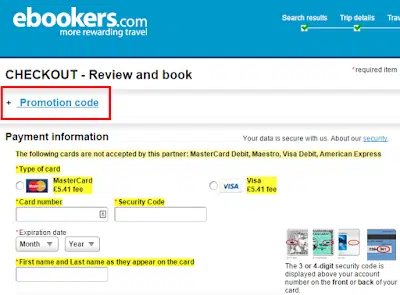 ebookers.com
more rewarding travel
Search results
Trip details
CHECKOUT - Review and book
*required item
+ Promotion code
Payment information
Your data is secure with us. About our security.
The following cards are not accepted by this partner: MasterCard Debit, Maestro, Visa Debit, American Express
*Type of card
MasterCard
£5.41 fee
VISA
Visa
£5.41 fee
*Card number
*Security Code
*Expiration date
Month
Year
*First name and Last name as they appear on the card
The 3 or 4-digit security code is
displayed above your account
number on the front or back of your
card.